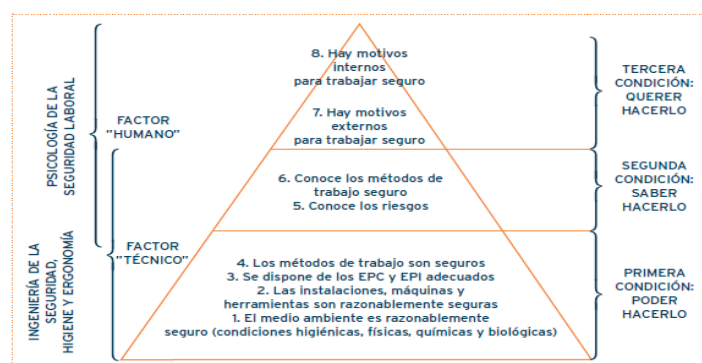 PSICOLOGÍA DE LA
SEGURIDAD LABORAL
INGENIERÍA DE LA
SEGURIDAD,
HIGIENE Y ERGONOMÍA
FACTOR
"HUMANO"
FACTOR
"TÉCNICO"
8. Hay motivos
internos
para trabajar seguro
7. Hay motivos
externos
para trabajar seguro
6. Conoce los métodos de
trabajo seguro
5. Conoce los riesgos
4. Los métodos de trabajo son seguros
3. Se dispone de los EPC y EPI adecuados
2. Las instalaciones, máquinas y
herramientas son razonablemente seguras
1. El medio ambiente es razonablemente
seguro (condiciones higiénicas, físicas, químicas y biológicas)
TERCERA
CONDICIÓN:
QUERER
HACERLO
SEGUNDA
CONDICIÓN:
SABER
HACERLO
PRIMERA
CONDICIÓN:
PODER
HACERLO